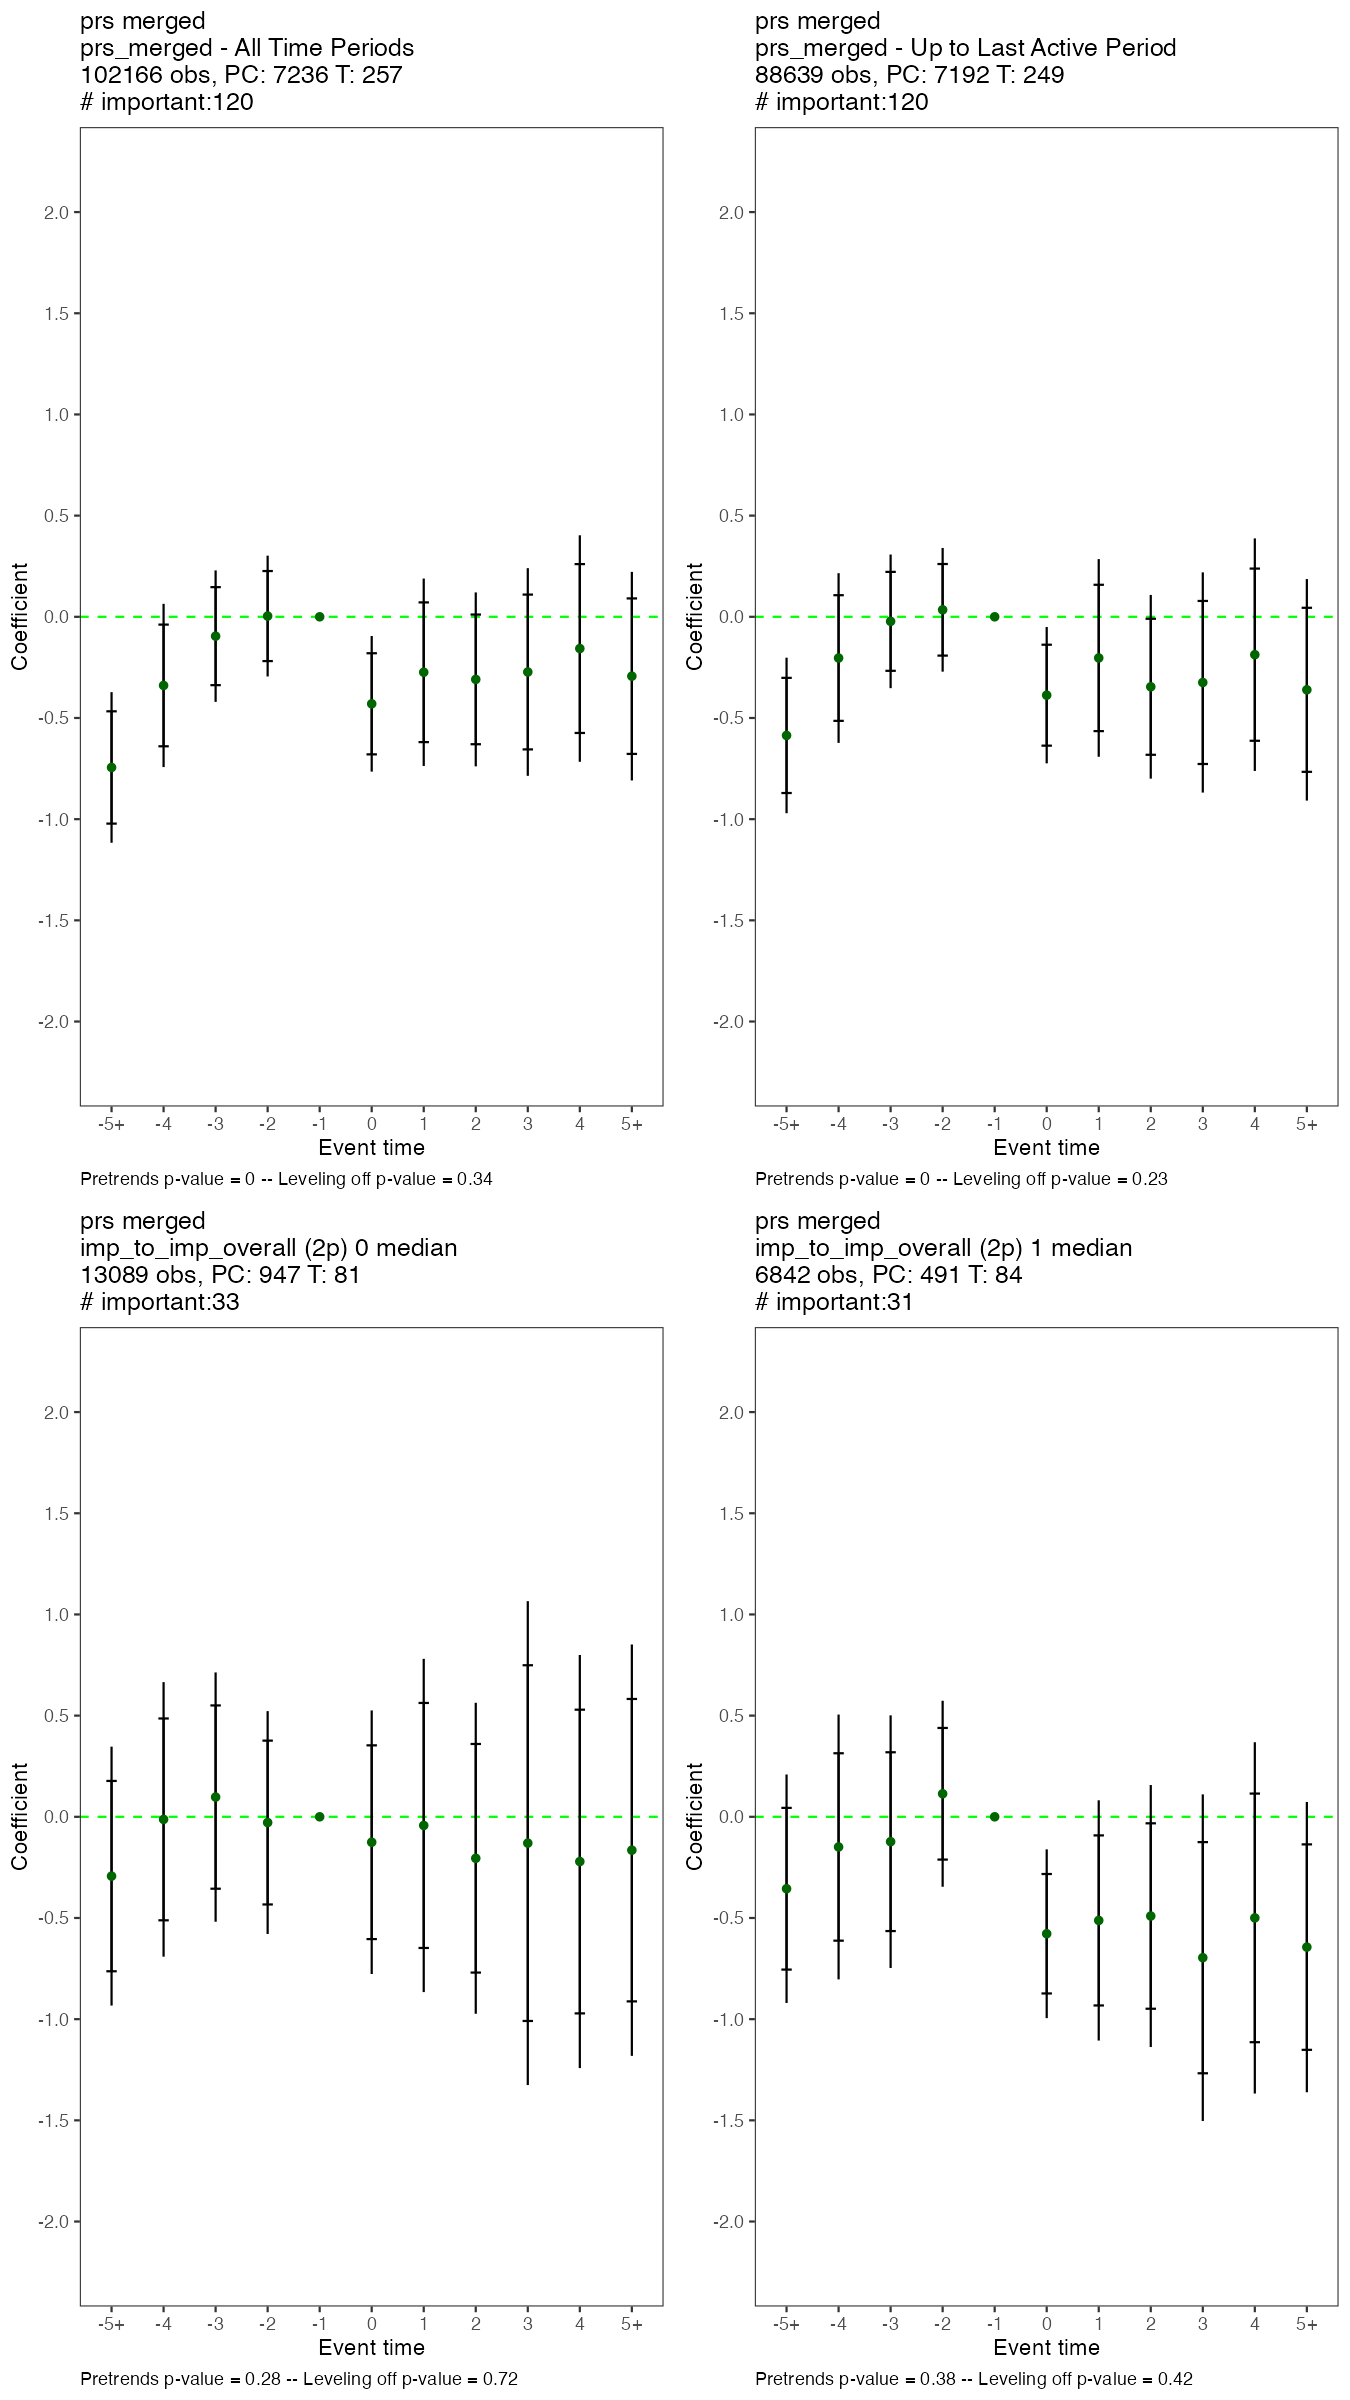 prs merged
prs_merged - All Time Periods
102166 obs, PC: 7236 T: 257
# important:120
2.0
1.5
1.0
0.5
0.0
-0.5
-1.0
-1.5
-2.0
Coefficient
-5+ -4 -3 -2 -1 0 1 2 3 4 5+
Event time
Pretrends p-value = 0 -- Leveling off p-value = 0.34
prs merged
prs_merged - Up to Last Active Period
88639 obs, PC: 7192 T: 249
# important:120
2.0
1.5
1.0
0.5
0.0
-0.5
-1.0
-1.5
-2.0
Coefficient
-5+ -4 -3 -2 -1 0 1 2 3 4 5+
Event time
Pretrends p-value = 0 -- Leveling off p-value = 0.23
prs merged
imp_to_imp_overall (2p) 0 median
13089 obs, PC: 947 T: 81
# important:33
2.0
1.5
1.0
0.5
0.0
-0.5
-1.0
-1.5
-2.0
Coefficient
-5+ -4 -3 -2 -1 0 1 2 3 4 5+
Event time
Pretrends p-value = 0.28 -- Leveling off p-value = 0.72
prs merged
imp_to_imp_overall (2p) 1 median
6842 obs, PC: 491 T: 84
# important:31
2.0
1.5
1.0
0.5
0.0
-0.5
-1.0
-1.5
-2.0
Coefficient
-5+ -4 -3 -2 -1 0 1 2 3 4 5+
Event time
Pretrends p-value = 0.38 -- Leveling off p-value = 0.42